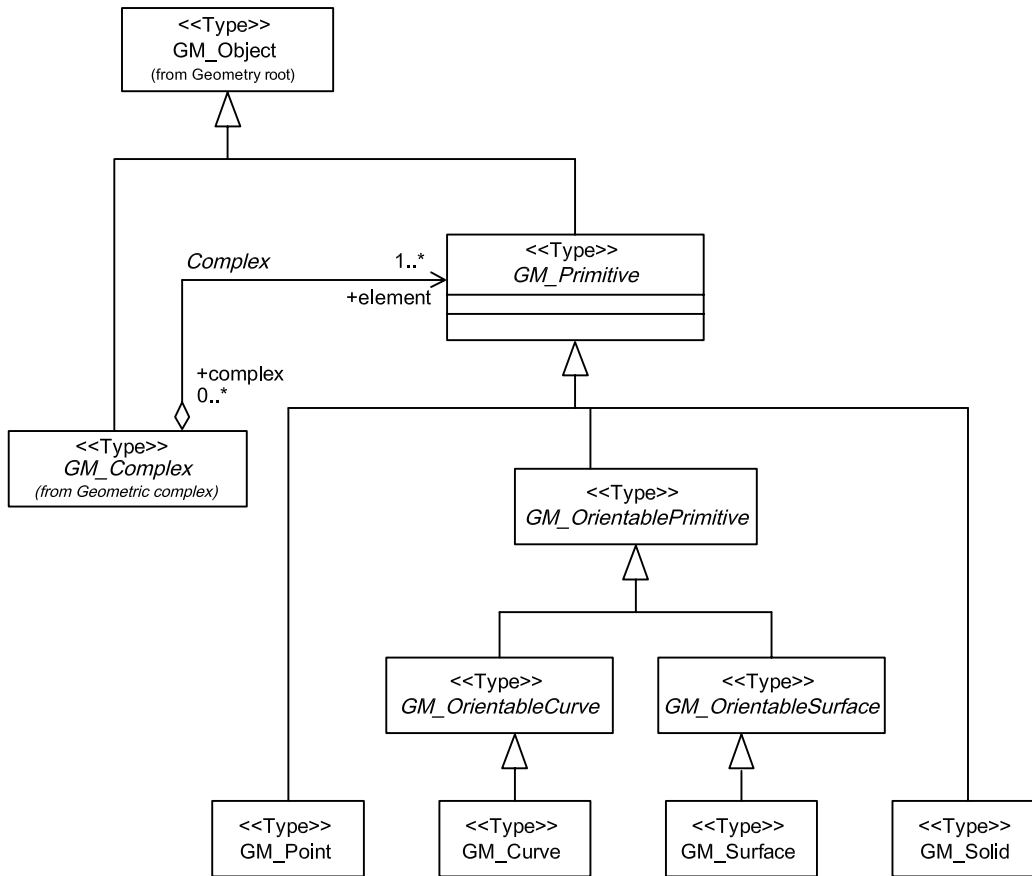 <<Type>>
GM_Object
(from Geometry root)
<<Type>>
GM_Primitive
Complex
1..*
+element
+complex
0..*
<<Type>>
GM_Complex
(from Geometric complex)
<<Type>>
GM_OrientablePrimitive
<<Type>>
GM_OrientableCurve
<<Type>>
GM_OrientableSurface
<<Type>>
GM_Point
<<Type>>
GM_Curve
<<Type>>
GM_Surface
<<Type>>
GM_Solid